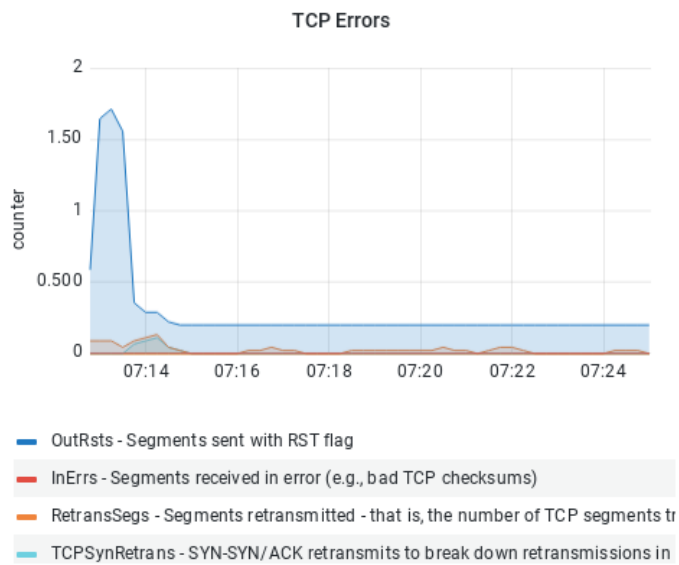 TCP Errors
2
1.50
1
0.500
0
counter
07:14 07:16 07:18 07:20 07:22 07:24
OutRsts - Segments sent with RST flag
InErrs - Segments received in error (e.g., bad TCP checksums)
RetransSegs - Segments retransmitted - that is, the number of TCP segments tr
TCPSynRetrans - SYN-SYN/ACK retransmits to break down retransmissions in